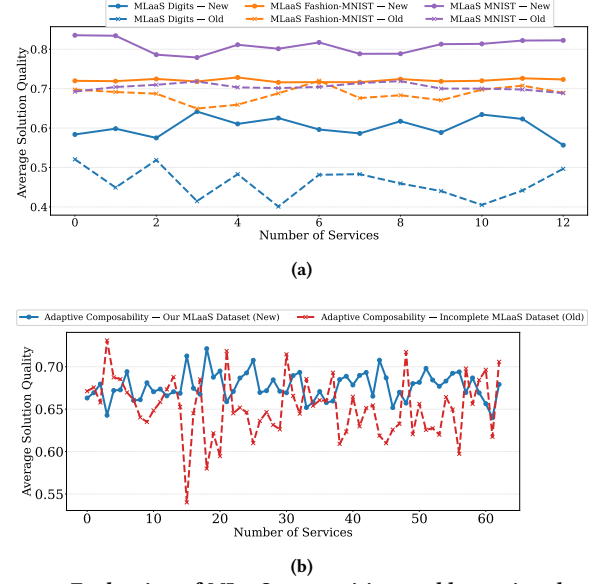 MLaaS Digits — New MLaaS Fashion-MNIST — New MLaaS MNIST — New
MLaaS Digits — Old MLaaS Fashion-MNIST — Old MLaaS MNIST — Old
Average Solution Quality
0.8
0.7
0.6
0.5
0.4
0 2 4 6 8 10 12
Number of Services
(a)
Adaptive Composability — Our MLaaS Dataset (New) Adaptive Composability — Incomplete MLaaS Dataset (Old)
Average Solution Quality
0.70
0.65
0.60
0.55
0 10 20 30 40 50 60
Number of Services
(b)